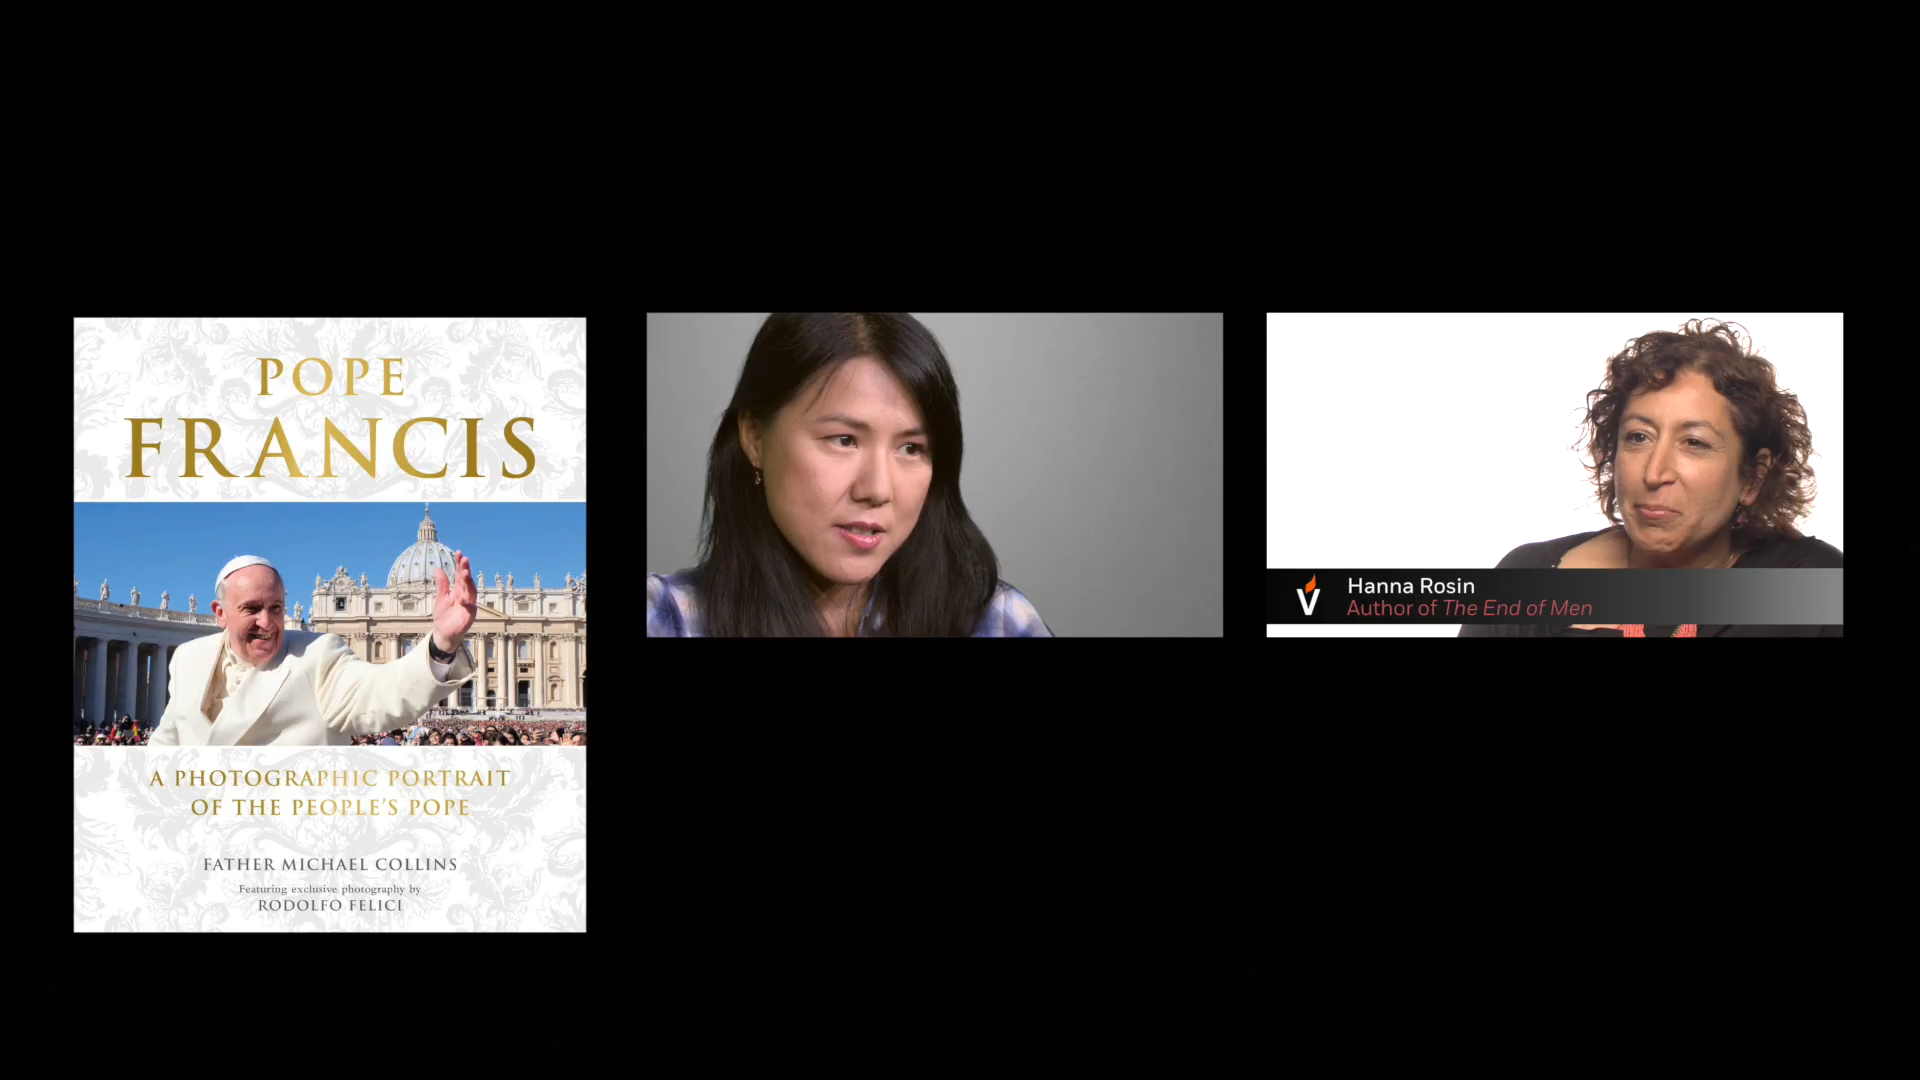 POPE
FRANCIS
A PHOTOGRAPHIC PORTRAIT
OF THE PEOPLE'S POPE
FATHER MICHAEL COLLINS
Featuring exclusive photography by
RODOLFO FELICI
Hanna Rosin
Author of The End of Men